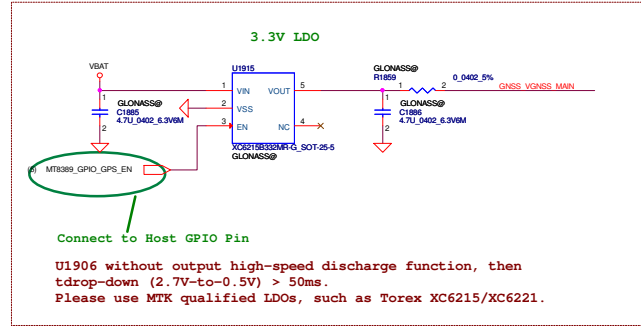 3.3V LDO
VBAT
U1915
GLONASS@
R1859
1 VIN VOUT 5
1 2 0_0402_5%
GNSS_VGNSS_MAIN
1
GLONASS@
C1885
4.7U_0402_6.3V6M
2
2 VSS
3 EN NC 4
1
GLONASS@
C1886
4.7U_0402_6.3V6M
2
XC6215B332MR-G_SOT-25-5
GLONASS@
MT8389_GPIO_GPS_EN
Connect to Host GPIO Pin
U1906 without output high-speed discharge function, then
tdrop-down (2.7V-to-0.5V) > 50ms.
Please use MTK qualified LDOs, such as Torex XC6215/XC6221.